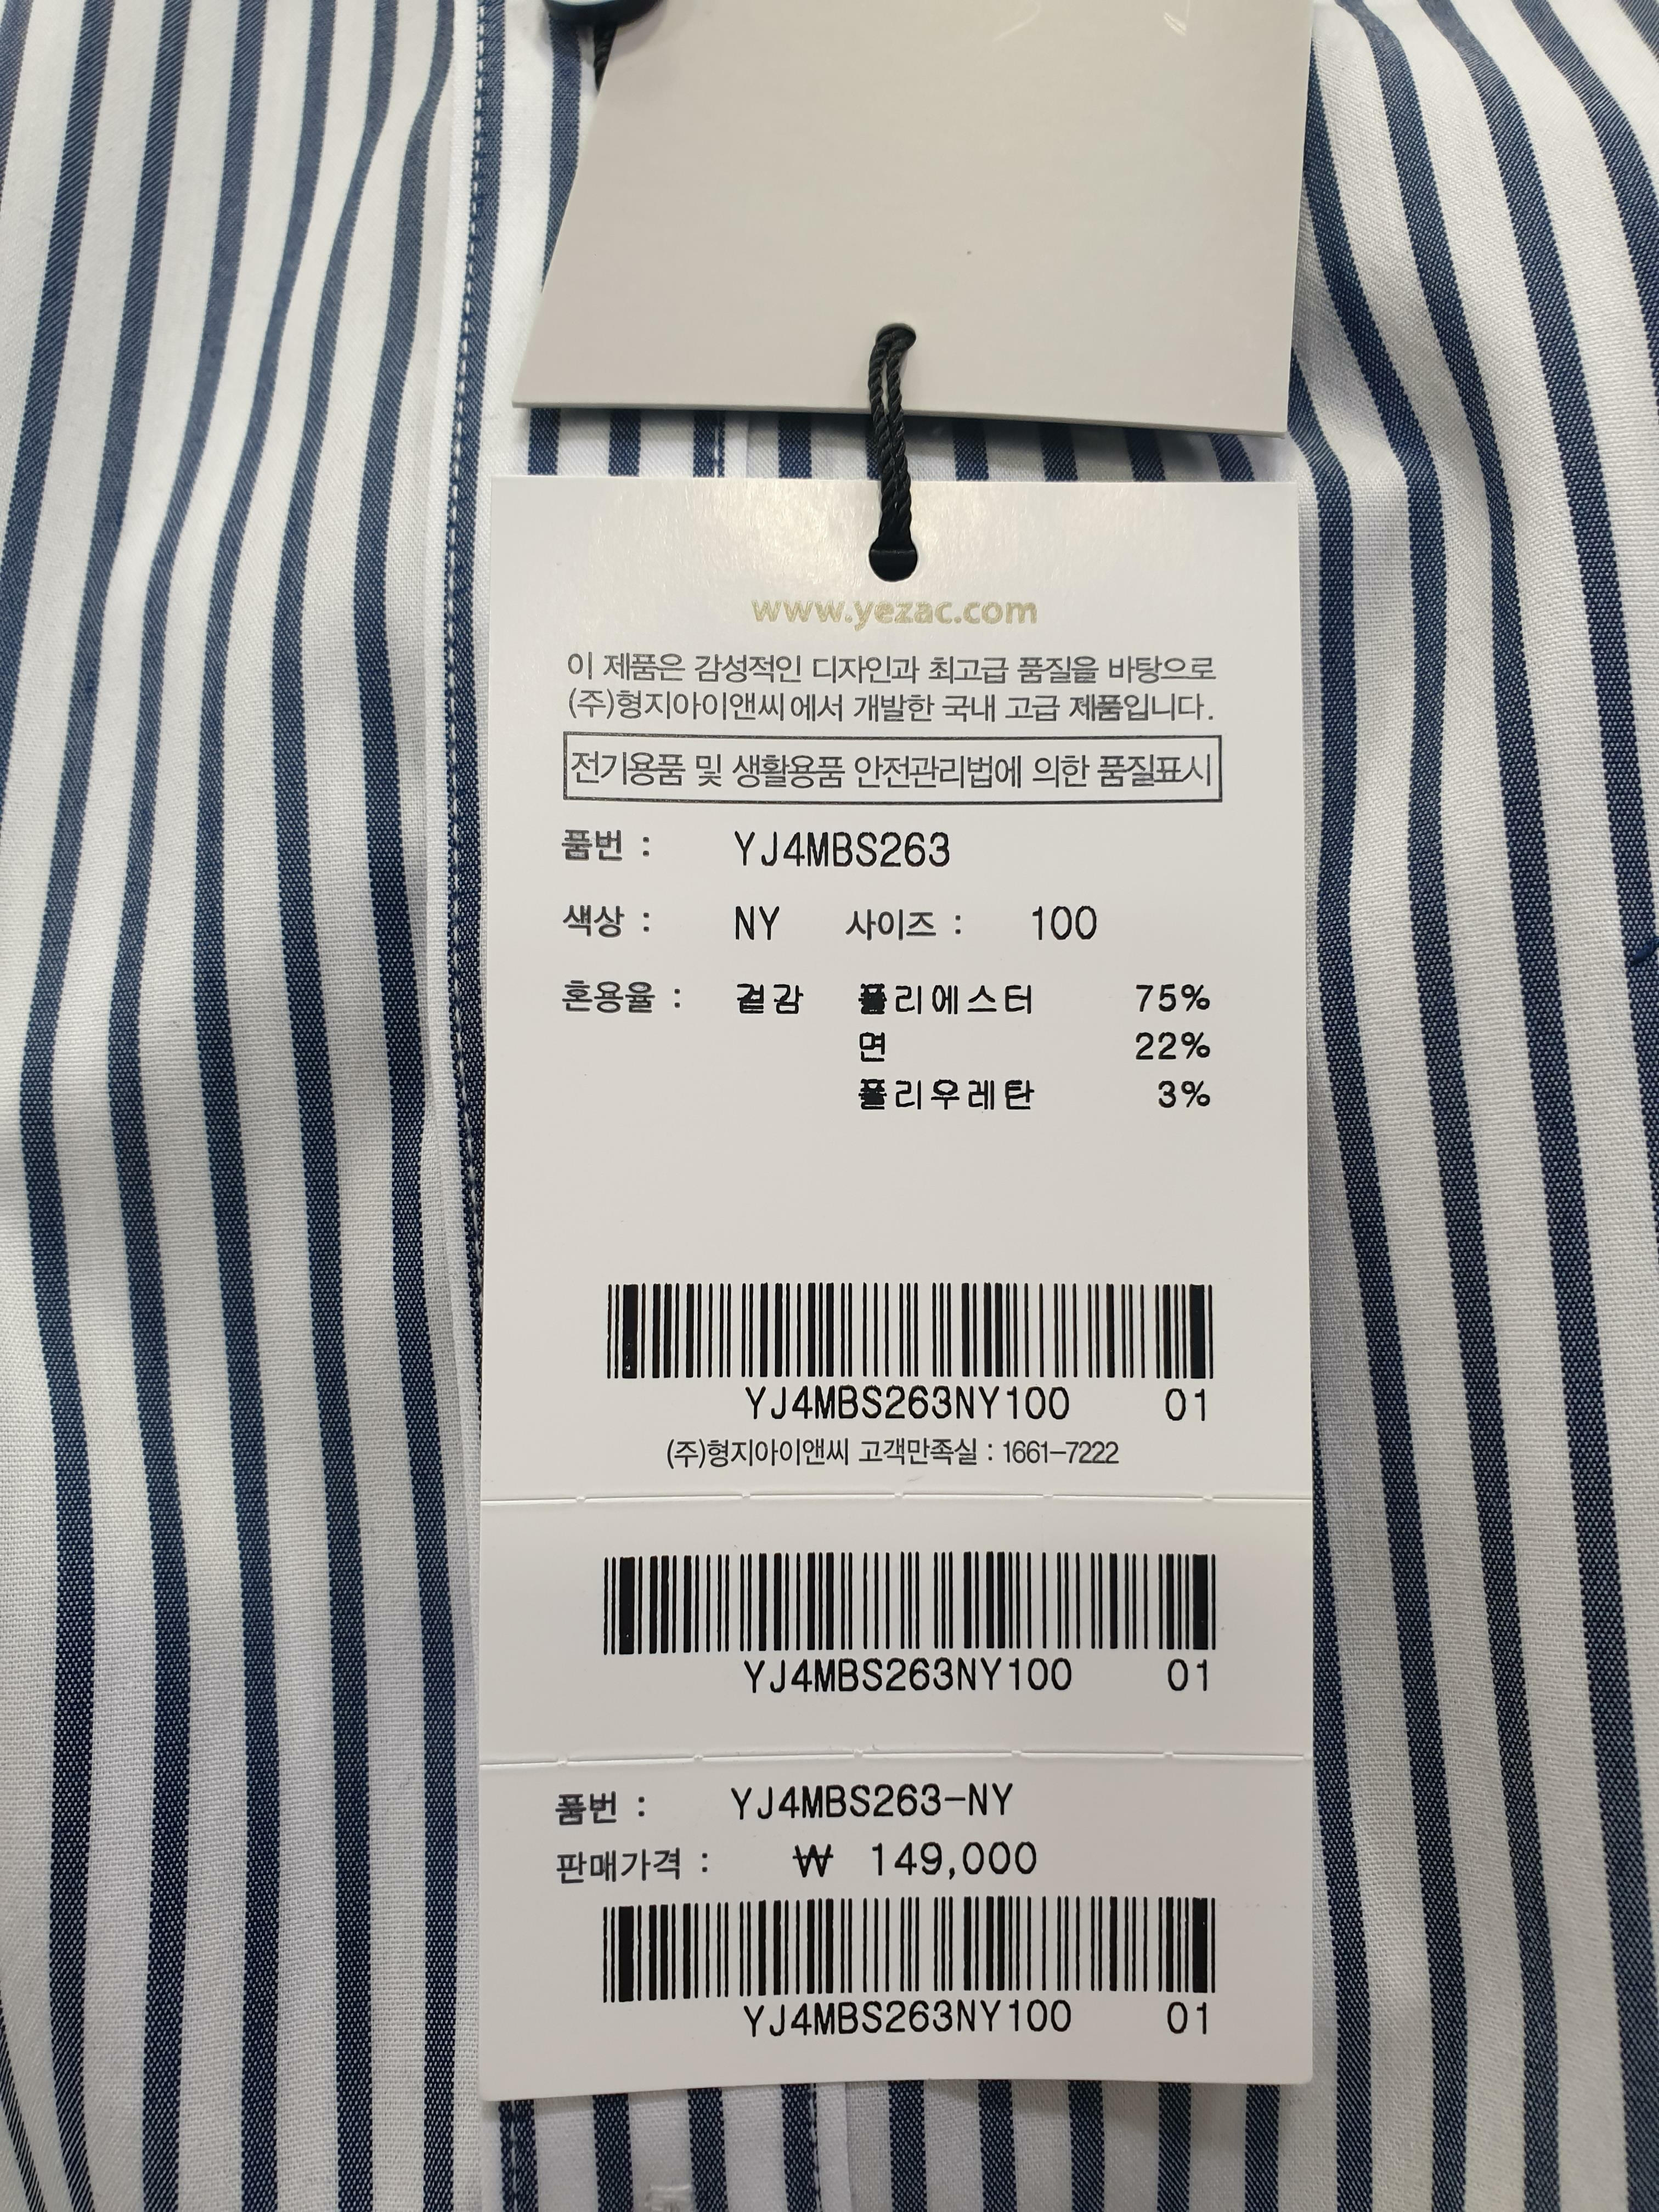 www.yezac.com
이 제품은 감성적인 디자인과 최고급 품질을 바탕으로
(주)형지아이앤씨에서 개발한 국내 고급 제품입니다.
전기용품 및 생활용품 안전관리법에 의한 품질표시
품번 : YJ4MBS263
색상 : NY 사이즈 : 100
혼용율 : 겉감 폴리에스터 75%
면 22%
폴리우레탄 3%
YJ4MBS263NY100 01
(주)형지아이앤씨 고객만족실 : 1661-7222
YJ4MBS263NY100 01
품번 : YJ4MBS263-NY
판매가격 : ₩ 149,000
YJ4MBS263NY100 01